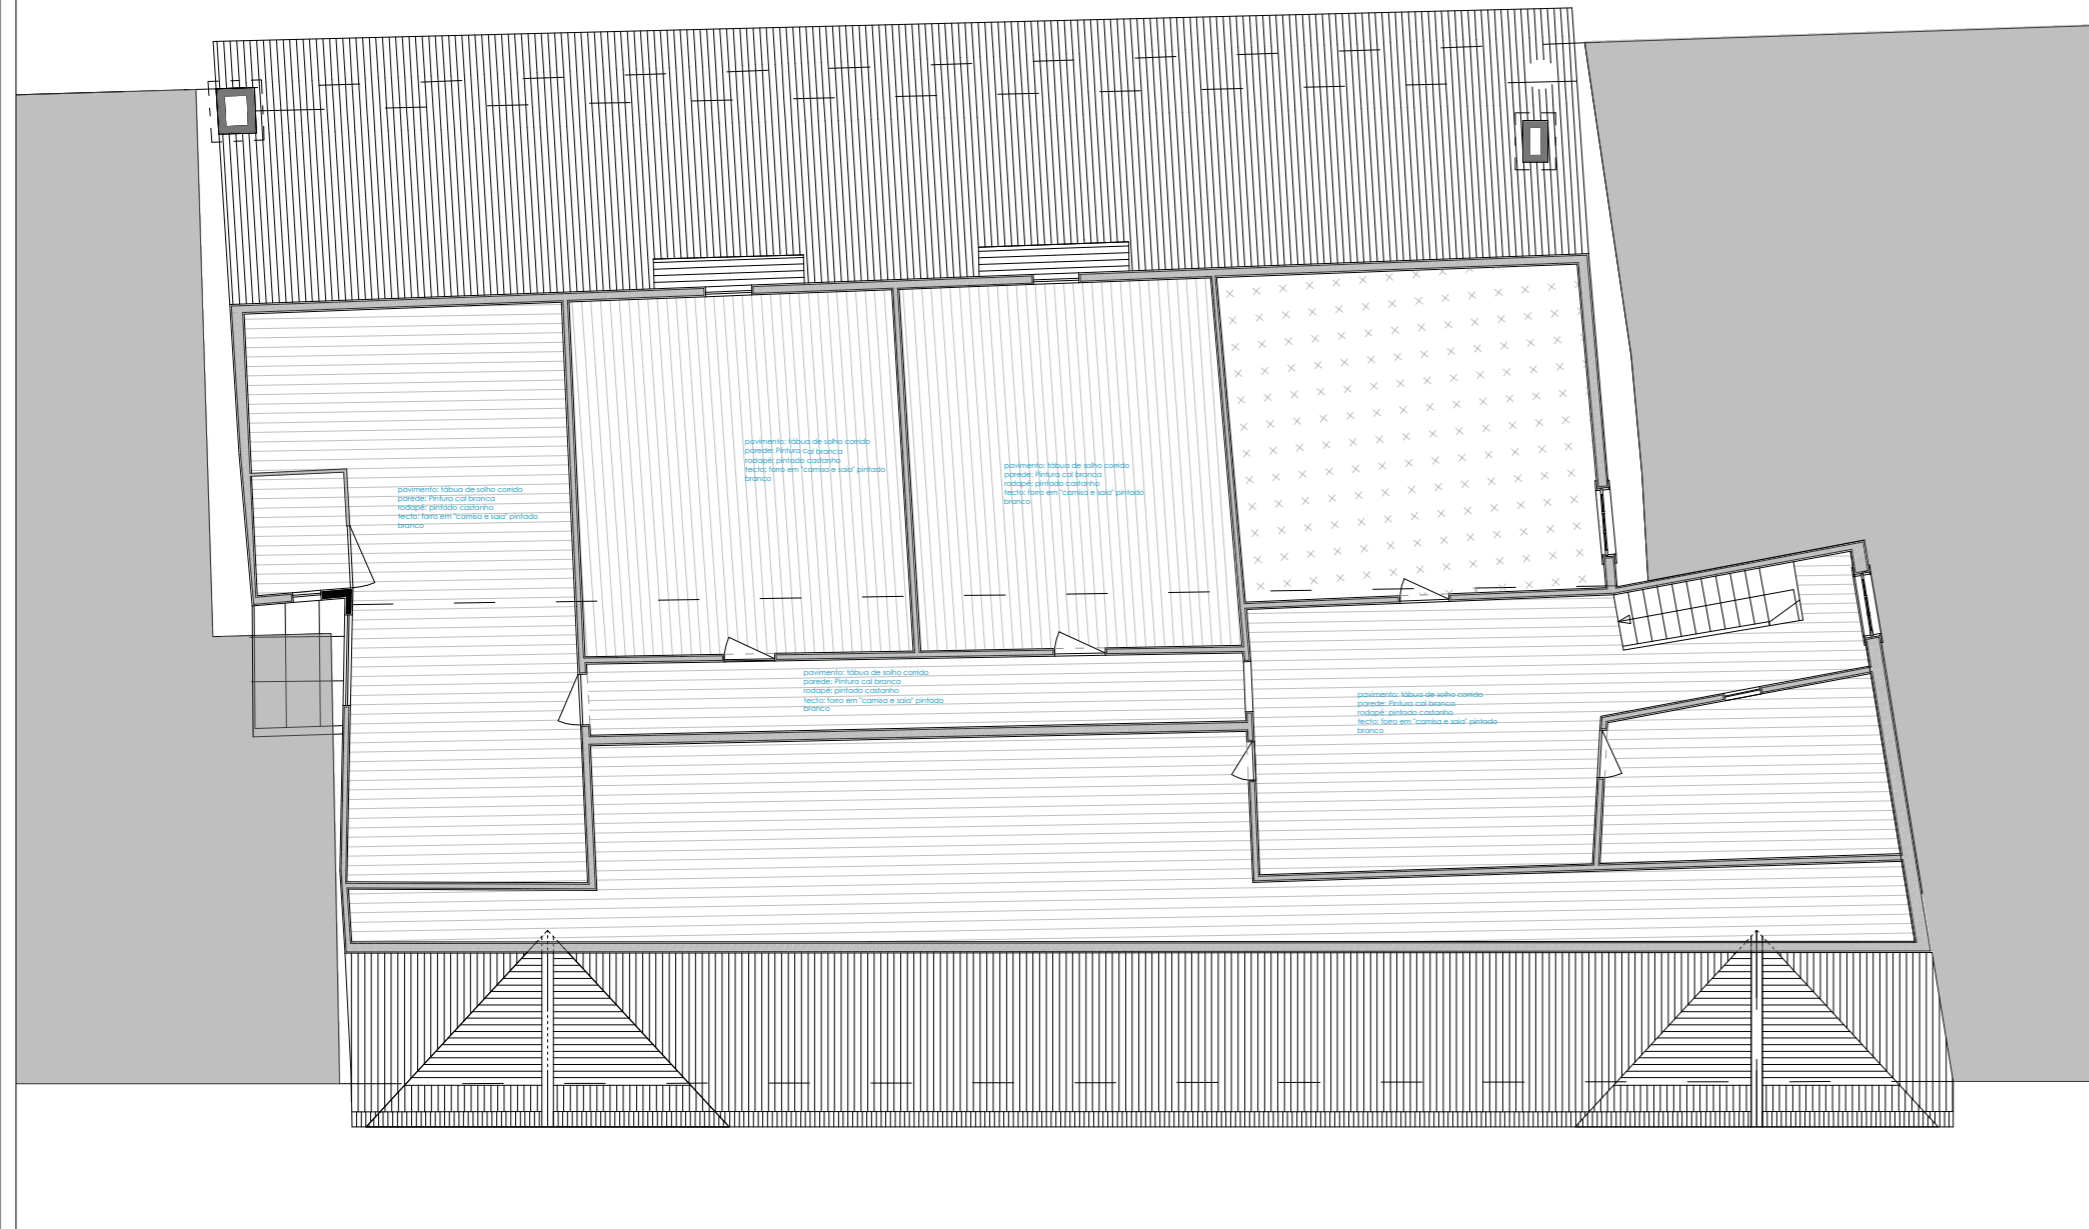 pavimento: tábua de solho corrido
parede: Pintura cal branca
rodapé: pintado castanho
tecto: forro em "camisa e saia" pintado
branco
pavimento: tábua de solho corrido
parede: Pintura cal branca
rodapé: pintado castanho
tecto: forro em "camisa e saia" pintado
branco
pavimento: tábua de solho corrido
parede: Pintura cal branca
rodapé: pintado castanho
tecto: forro em "camisa e saia" pintado
branco
pavimento: tábua de solho corrido
parede: Pintura cal branca
rodapé: pintado castanho
tecto: forro em "camisa e saia" pintado
branco
pavimento: tábua de solho corrido
parede: Pintura cal branca
rodapé: pintado castanho
tecto: forro em "camisa e saia" pintado
branco